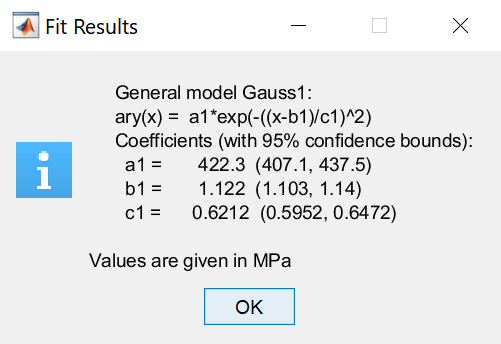 Fit Results
General model Gauss1:
ary(x) = a1*exp(-((x-b1)/c1)^2)
Coefficients (with 95% confidence bounds):
a1 = 422.3 (407.1, 437.5)
b1 = 1.122 (1.103, 1.14)
c1 = 0.6212 (0.5952, 0.6472)
Values are given in MPa
OK